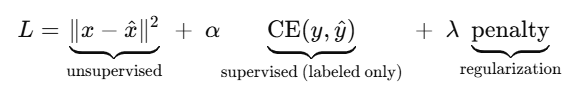 L = ‖x − x̂‖² + α CE(y, ŷ) + λ penalty
unsupervised supervised (labeled only) regularization